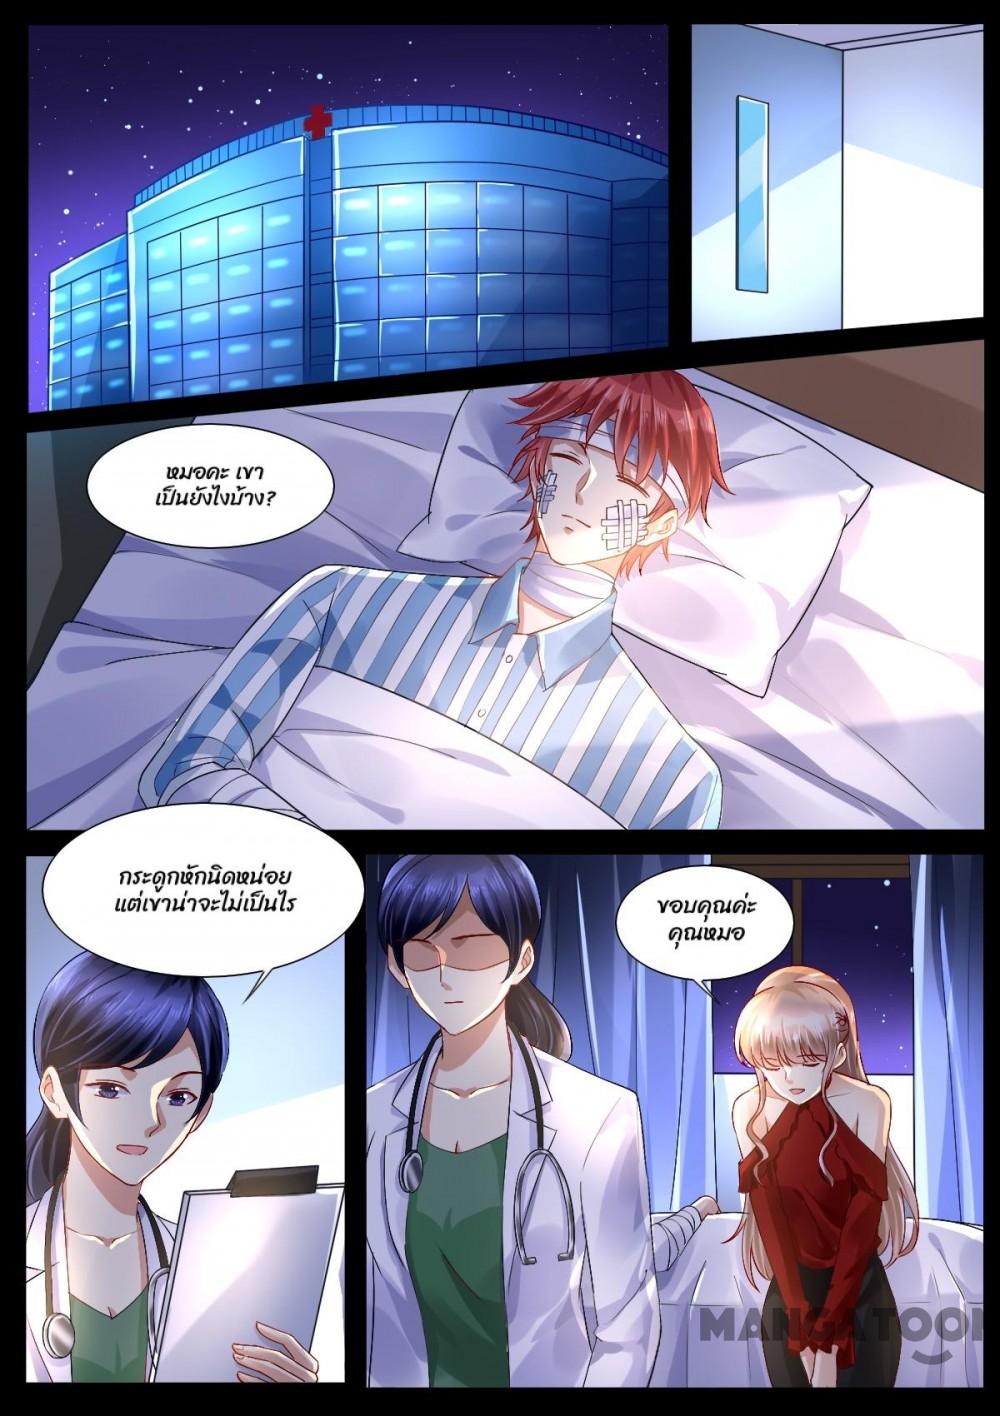 หมอคะ เขา
เป็นยังไงบ้าง?
กระดูกหักนิดหน่อย
แต่เขาน่าจะไม่เป็นไร
ขอบคุณค่ะ
คุณหมอ
MANGATOON